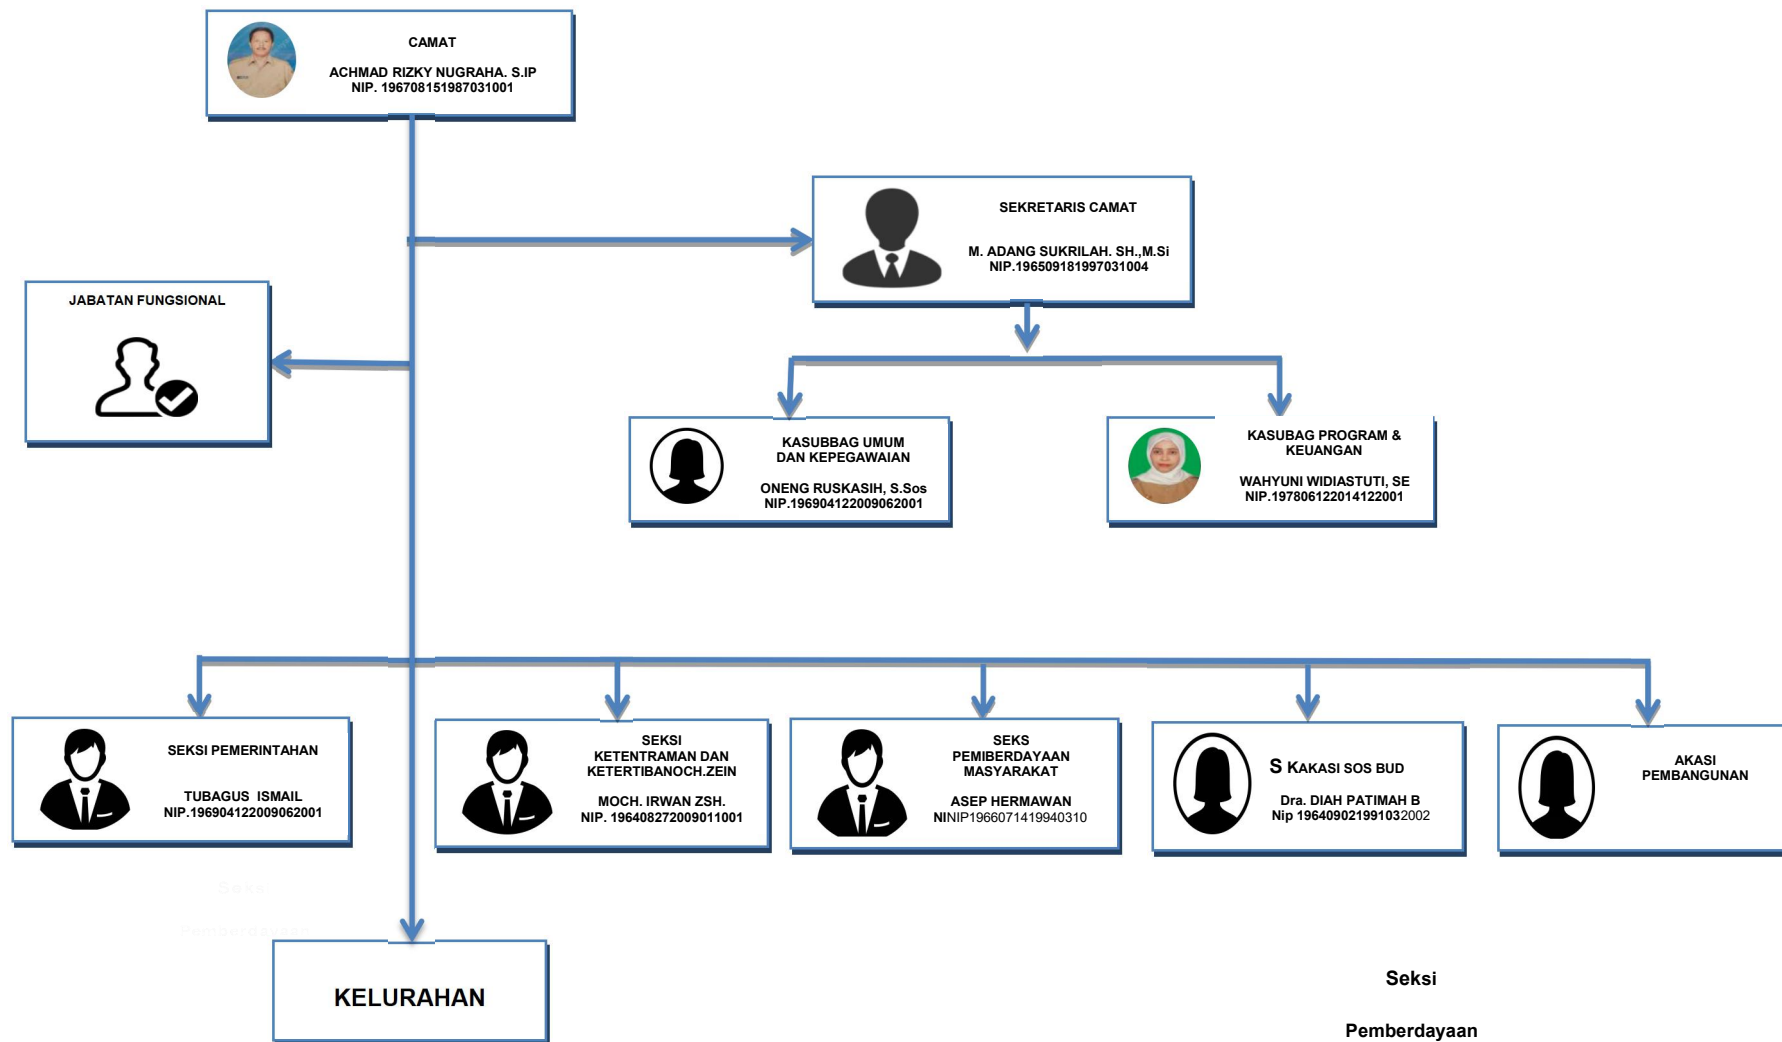 CAMAT
ACHMAD RIZKY NUGRAHA. S.IP
NIP. 196708151987031001
SEKRETARIS CAMAT
M. ADANG SUKRILAH. SH.,M.Si
NIP.196509181997031004
JABATAN FUNGSIONAL
KASUBBAG UMUM
DAN KEPEGAWAIAN
ONENG RUSKASIH, S.Sos
NIP.196904122009062001
KASUBAG PROGRAM &
KEUANGAN
WAHYUNI WIDIASTUTI, SE
NIP.197806122014122001
SEKSI PEMERINTAHAN
TUBAGUS ISMAIL
NIP.196904122009062001
SEKSI
KETENTRAMAN DAN
KETERTIBANOCH.ZEIN
MOCH. IRWAN ZSH.
NIP. 196408272009011001
SEKS
PEMIBERDAYAAN
MASYARAKAT
ASEP HERMAWAN
NINIP1966071419940310
S KAKASI SOS BUD
Dra. DIAH PATIMAH B
Nip 196409021991032002
AKASI
PEMBANGUNAN
Seksi
Pemberdayaan
KELURAHAN
Seksi
Pemberdayaan